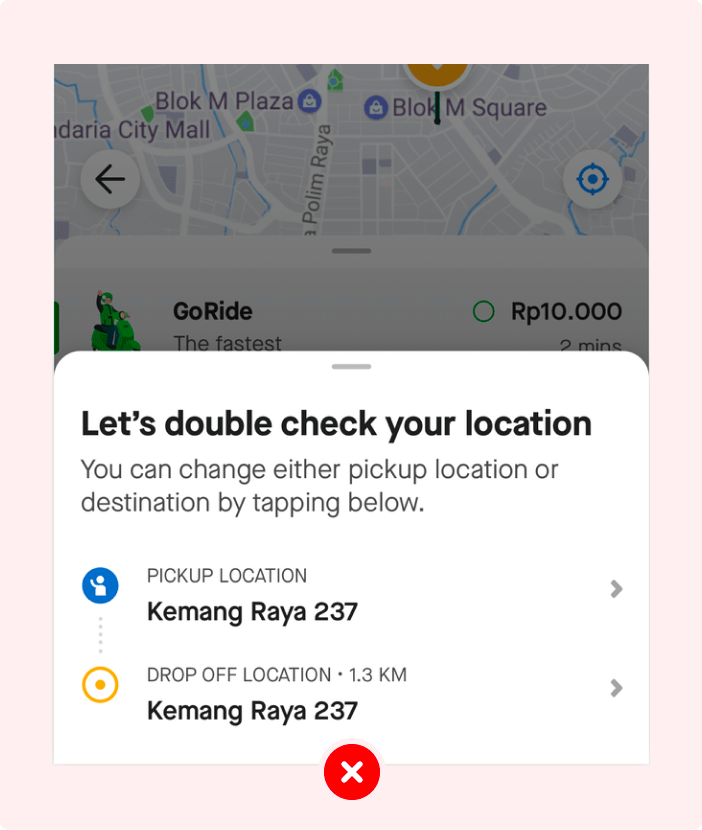 Blok M Plaza
Blok M Square
ndaria City Mall
a Polim Raya
GoRide
Rp10.000
The fastest
2 mins
Let’s double check your location
You can change either pickup location or
destination by tapping below.
PICKUP LOCATION
Kemang Raya 237
DROP OFF LOCATION • 1.3 KM
Kemang Raya 237